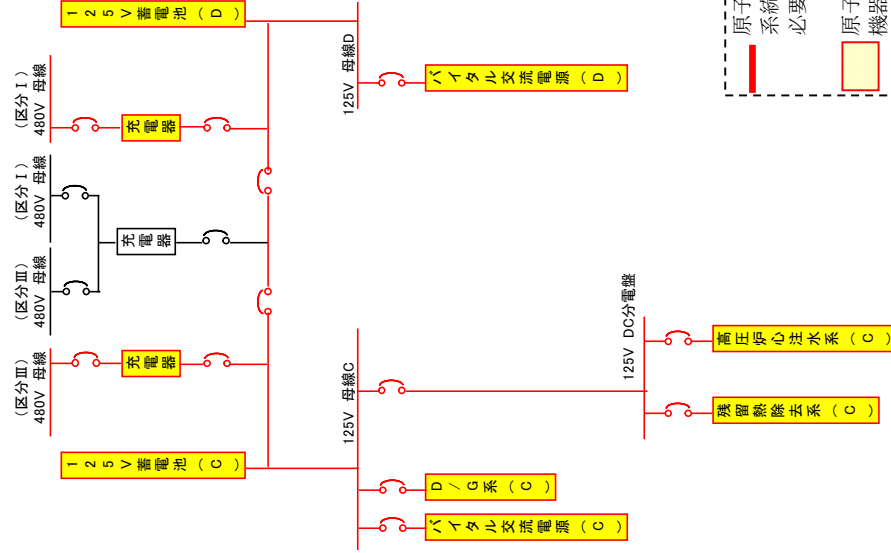 (区分Ⅲ)
480V 母線
(区分Ⅲ)
480V 母線
(区分Ⅰ)
480V 母線
(区分Ⅰ)
480V 母線
充電器
充電器
充電器
125V蓄電池(C)
125V蓄電池(D)
125V 母線C
125V 母線D
バイタル交流電源(C)
D/G系(C)
バイタル交流電源(D)
125V DC分電盤
残留熱除去系(C)
高圧炉心注水系(C)
原子
系統
必要
原子
機器